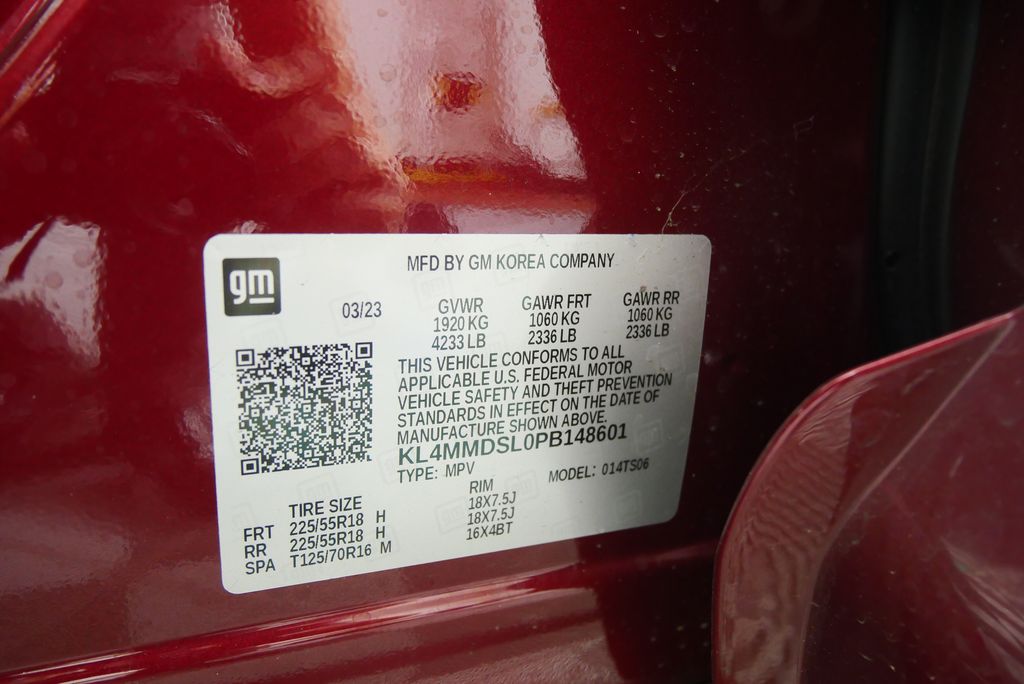 gm
MFD BY GM KOREA COMPANY
03/23
GVWR GAWR FRT GAWR RR
1920 KG 1060 KG 1060 KG
4233 LB 2336 LB 2336 LB
THIS VEHICLE CONFORMS TO ALL
APPLICABLE U.S. FEDERAL MOTOR
VEHICLE SAFETY AND THEFT PREVENTION
STANDARDS IN EFFECT ON THE DATE OF
MANUFACTURE SHOWN ABOVE.
KL4MMDSL0PB148601
TYPE: MPV MODEL: 014TS06
TIRE SIZE RIM
FRT 225/55R18 H 18X7.5J
RR 225/55R18 H 18X7.5J
SPA T125/70R16 M 16X4BT